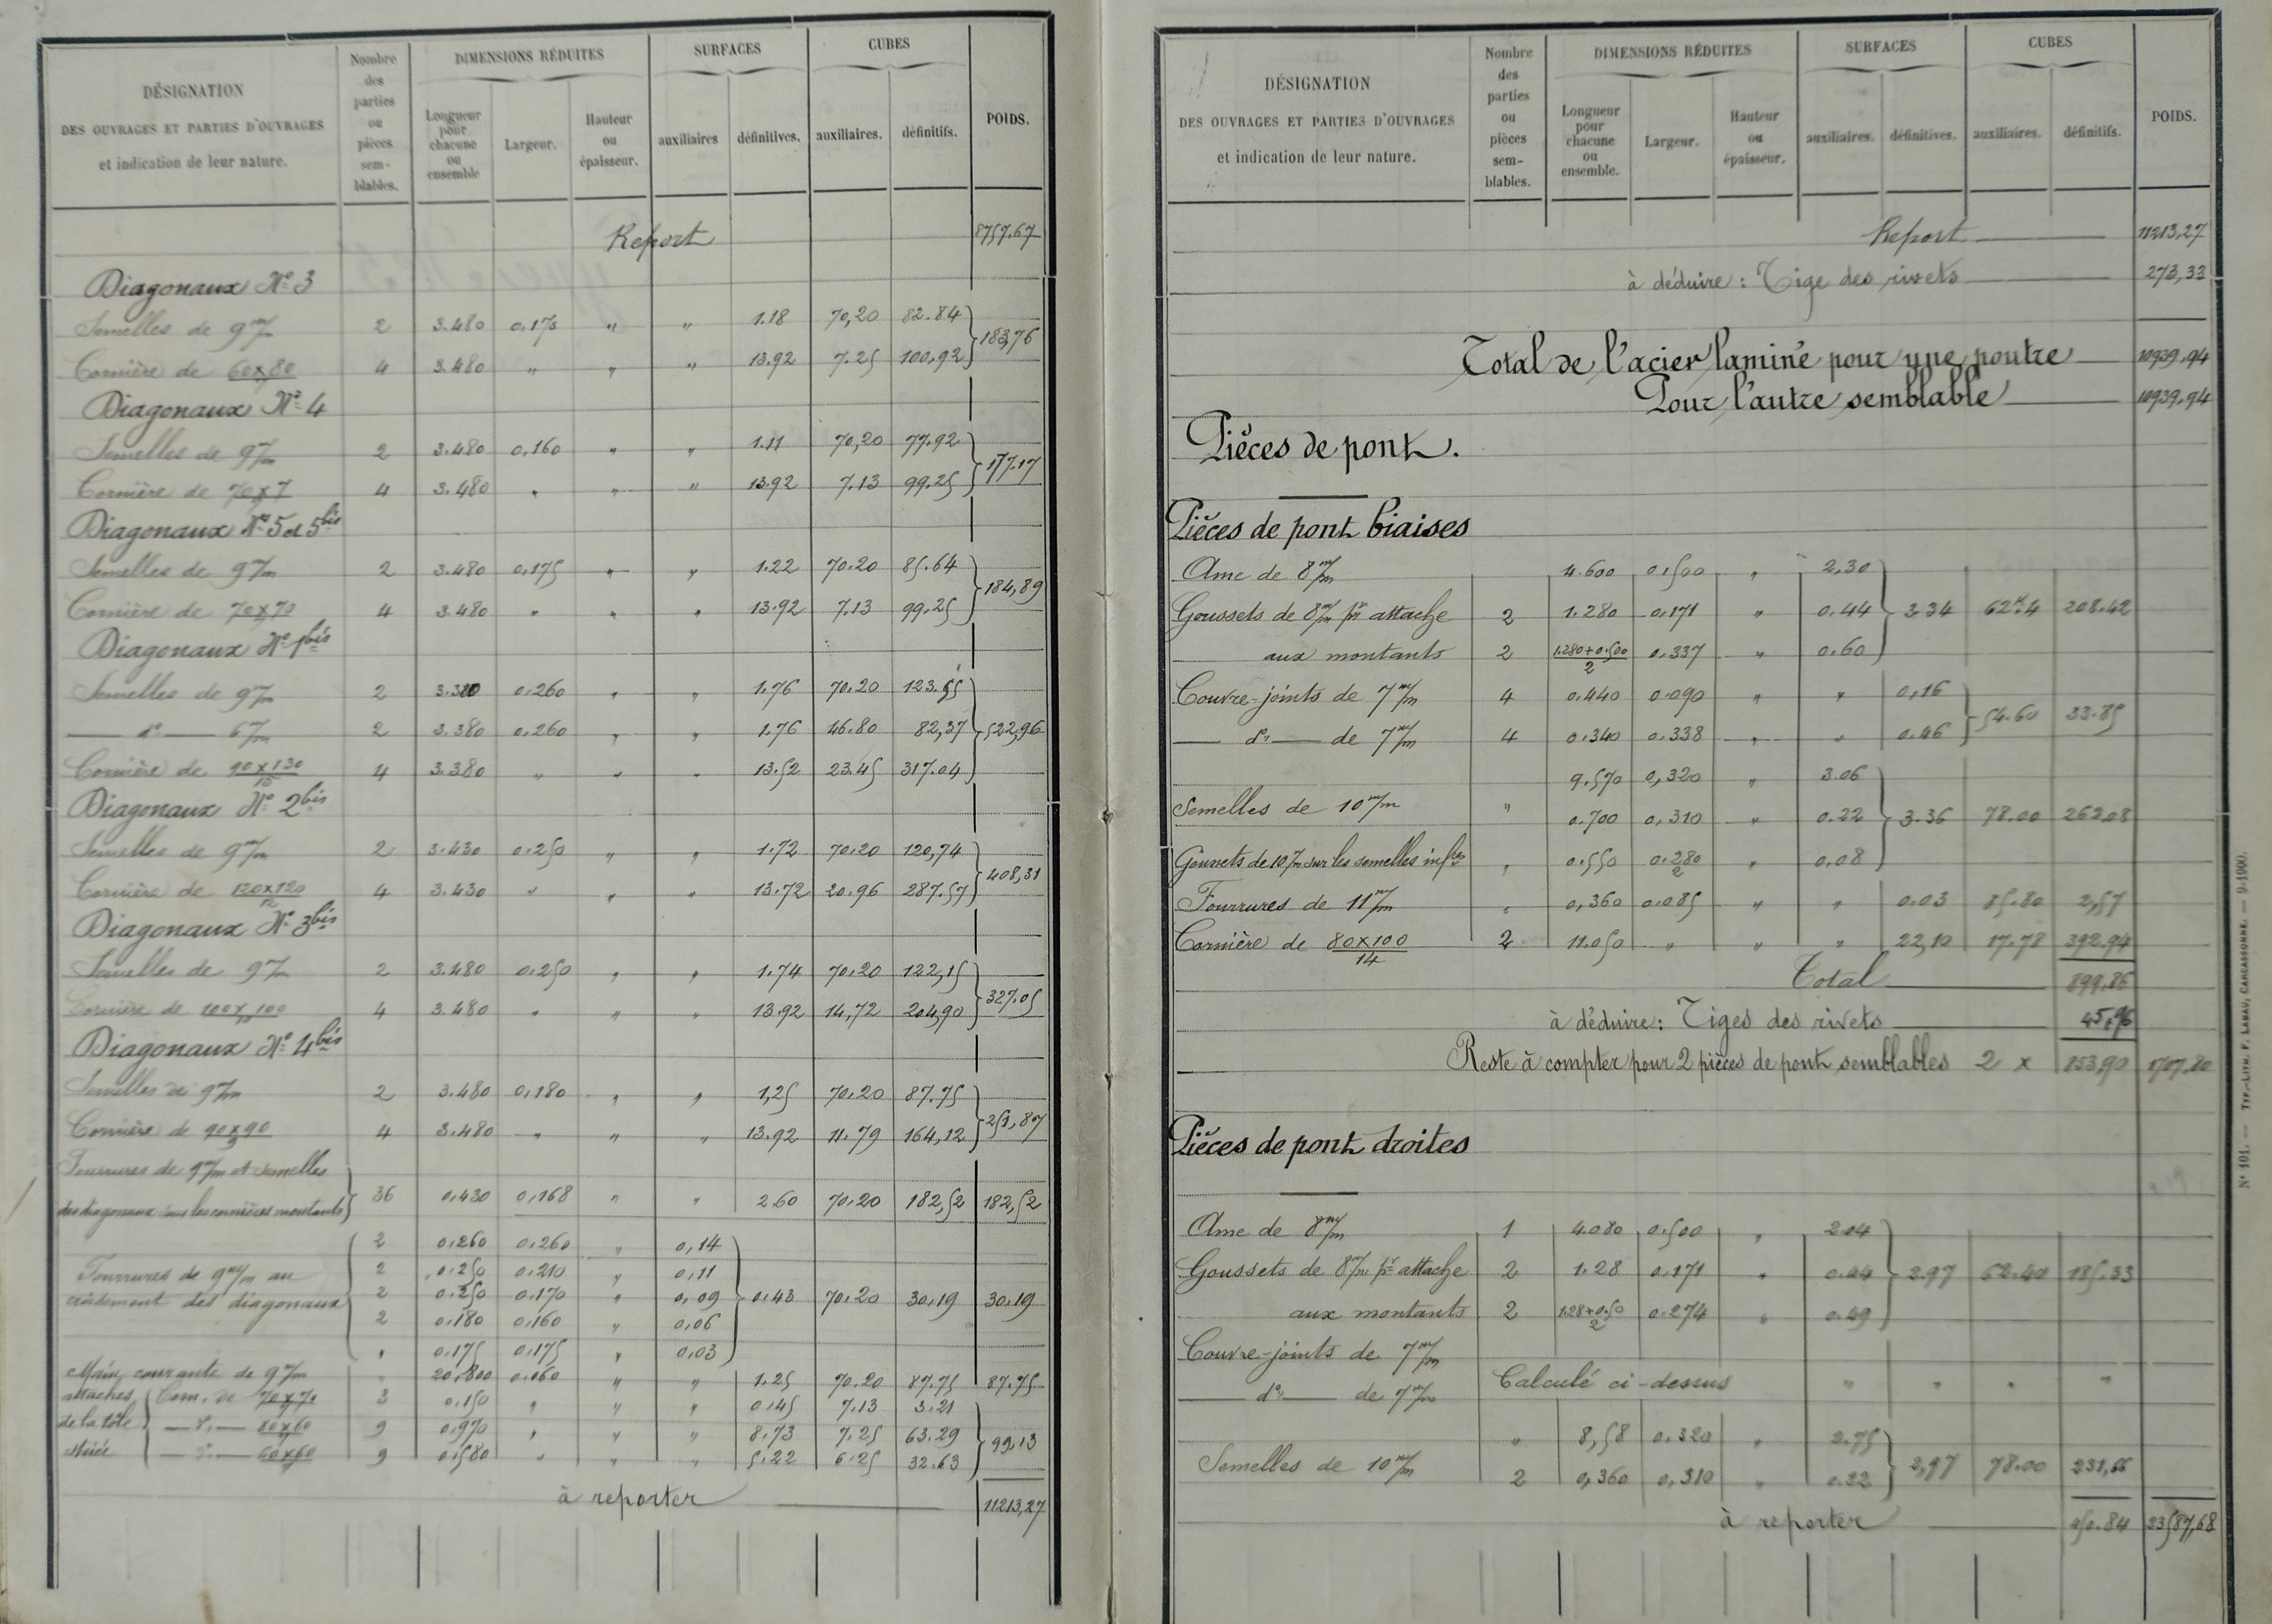 DÉSIGNATION
DES OUVRAGES ET PARTIES D'OUVRAGES
et indication de leur nature.
Nombre des parties ou pièces sem-blables.
DIMENSIONS RÉDUITES
Longueur pour chacune ou ensemble
Largeur.
Hauteur ou épaisseur.
SURFACES
auxiliaires
définitives.
CUBES
auxiliaires.
définitifs.
POIDS.
Report 8757.67
Diagonaux N° 3
Semelles de 9 m/m 2 3.480 0.170 " " 1.18 70,20 82.84
183,76
Cornière de 60x80 4 3.480 " " " 13.92 7.25 100,92
Diagonaux N° 4
Semelles de 9 m/m 2 3.480 0,160 " " 1.11 70,20 77.92
177.17
Cornière de 70x7 4 3.480 " " " 13.92 7.13 99.25
Diagonaux Nos 5 et 5 bis
Semelles de 9 m/m 2 3.480 0,175 " " 1.22 70.20 85.64
184,89
Cornière de 70x70 4 3.480 " " " 13.92 7.13 99.25
Diagonaux N° 1 bis
Semelles de 9 m/m 2 3.380 0,260 " " 1.76 70.20 123.55
— d° — 6 m/m 2 3.380 0,260 " " 1.76 46.80 82,37 522,96
Cornière de 90x130 4 3.380 " " " 13.52 23.45 317.04
Diagonaux N° 2 bis
Semelles de 9 m/m 2 3.430 0.250 " " 1.72 70.20 120,74
408,31
Cornière de 120x120/12 4 3.430 " " " 13.72 20.96 287.57
Diagonaux N° 3 bis
Semelles de 9 m/m 2 3.480 0.250 " " 1.74 70.20 122,15
327.05
Cornière de 100x100 4 3.480 " " " 13.92 14,72 204,90
Diagonaux N° 4 bis
Semelles de 9 m/m 2 3.480 0,180 " " 1,25 70.20 87.75
251,87
Cornière de 90x90/9 4 3.480 " " " 13.92 11.79 164,12
Fourrures de 9 m/m et semelles
des diagonaux sous les cornières montants 36 0.430 0,168 " " 2.60 70.20 182,52 182,52
2 0.260 0.260 " 0,14
Fourrures de 9 m/m au 2 0.250 0.210 " 0,11
croisement des diagonaux 2 0.250 0.170 " 0,09 0.43 70.20 30.19 30.19
2 0.180 0.160 " 0,06
" 0.175 0.175 " 0,03
Main courante de 9 m/m " 20.800 0.060 " " 1.25 70.20 87.75 87.75
attaches Corn. de 70x70 3 0.150 " " " 0.45 7.13 3.21
de la tôle — d° — 80x60 9 0.970 " " " 8.73 7.25 63.29 99.13
striée — d° — 60x60 9 0.580 " " " 5.22 6.25 32.63
à reporter 11213,27
DÉSIGNATION
DES OUVRAGES ET PARTIES D'OUVRAGES
et indication de leur nature.
Nombre des parties ou pièces sem-blables.
DIMENSIONS RÉDUITES
Longueur pour chacune ou ensemble.
Largeur.
Hauteur ou épaisseur.
SURFACES
auxiliaires.
définitives.
CUBES
auxiliaires.
définitifs.
POIDS.
Report 11213,27
à déduire : Tige des rivets 273,33
Total de l'acier laminé pour une poutre 10939.94
Pour l'autre semblable 10939.94
Pièces de pont.
Pièces de pont biaises
Ame de 8 m/m 4.600 0.500 " 2,30
Goussets de 8 m/m pr attache 2 1.280 0.171 " 0.44 3.34 62k.4 208.42
aux montants 2 1.280+0.500/2 0.337 " 0.60
Couvre-joints de 7 m/m 4 0.440 0.090 " " 0,16
54.60 33.85
— d° — de 7 m/m 4 0.340 0.338 " " 0.46
9.570 0,320 " 3.06
Semelles de 10 m/m " 0.700 0,310 " 0.22 3.36 78.00 262.08
Goussets de 10 m/m sur les semelles infres " 0.550 0.280/2 " 0,08
Fourrures de 11 m/m " 0,360 0.085 " " 0.03 85.80 2,57
Cornière de 80x100/14 2 11.050 " " " 22,10 17.78 392.94
Total 899.86
à déduire : Tiges des rivets 45,96
Reste à compter pour 2 pièces de pont semblables 2 x 853,90 1707.80
Pièces de pont droites
Ame de 8 m/m 1 4.080 0.500 " 2.04
Goussets de 8 m/m pr attache 2 1.28 0.171 " 0.44 2.97 62.40 185.33
aux montants 2 1.28+0.50/2 0.274 " 0.49
Couvre-joints de 7 m/m
Calculé ci-dessus " " " "
— d° — de 7 m/m
" 8,58 0.320 " 2.75
Semelles de 10 m/m 2,97 78.00 231,66
2 0,360 0,310 " 0.22
à reporter 33587,68
N° 101. — TYP.-LITH. F. LABAU, CARCASSONNE. — 9-1900.